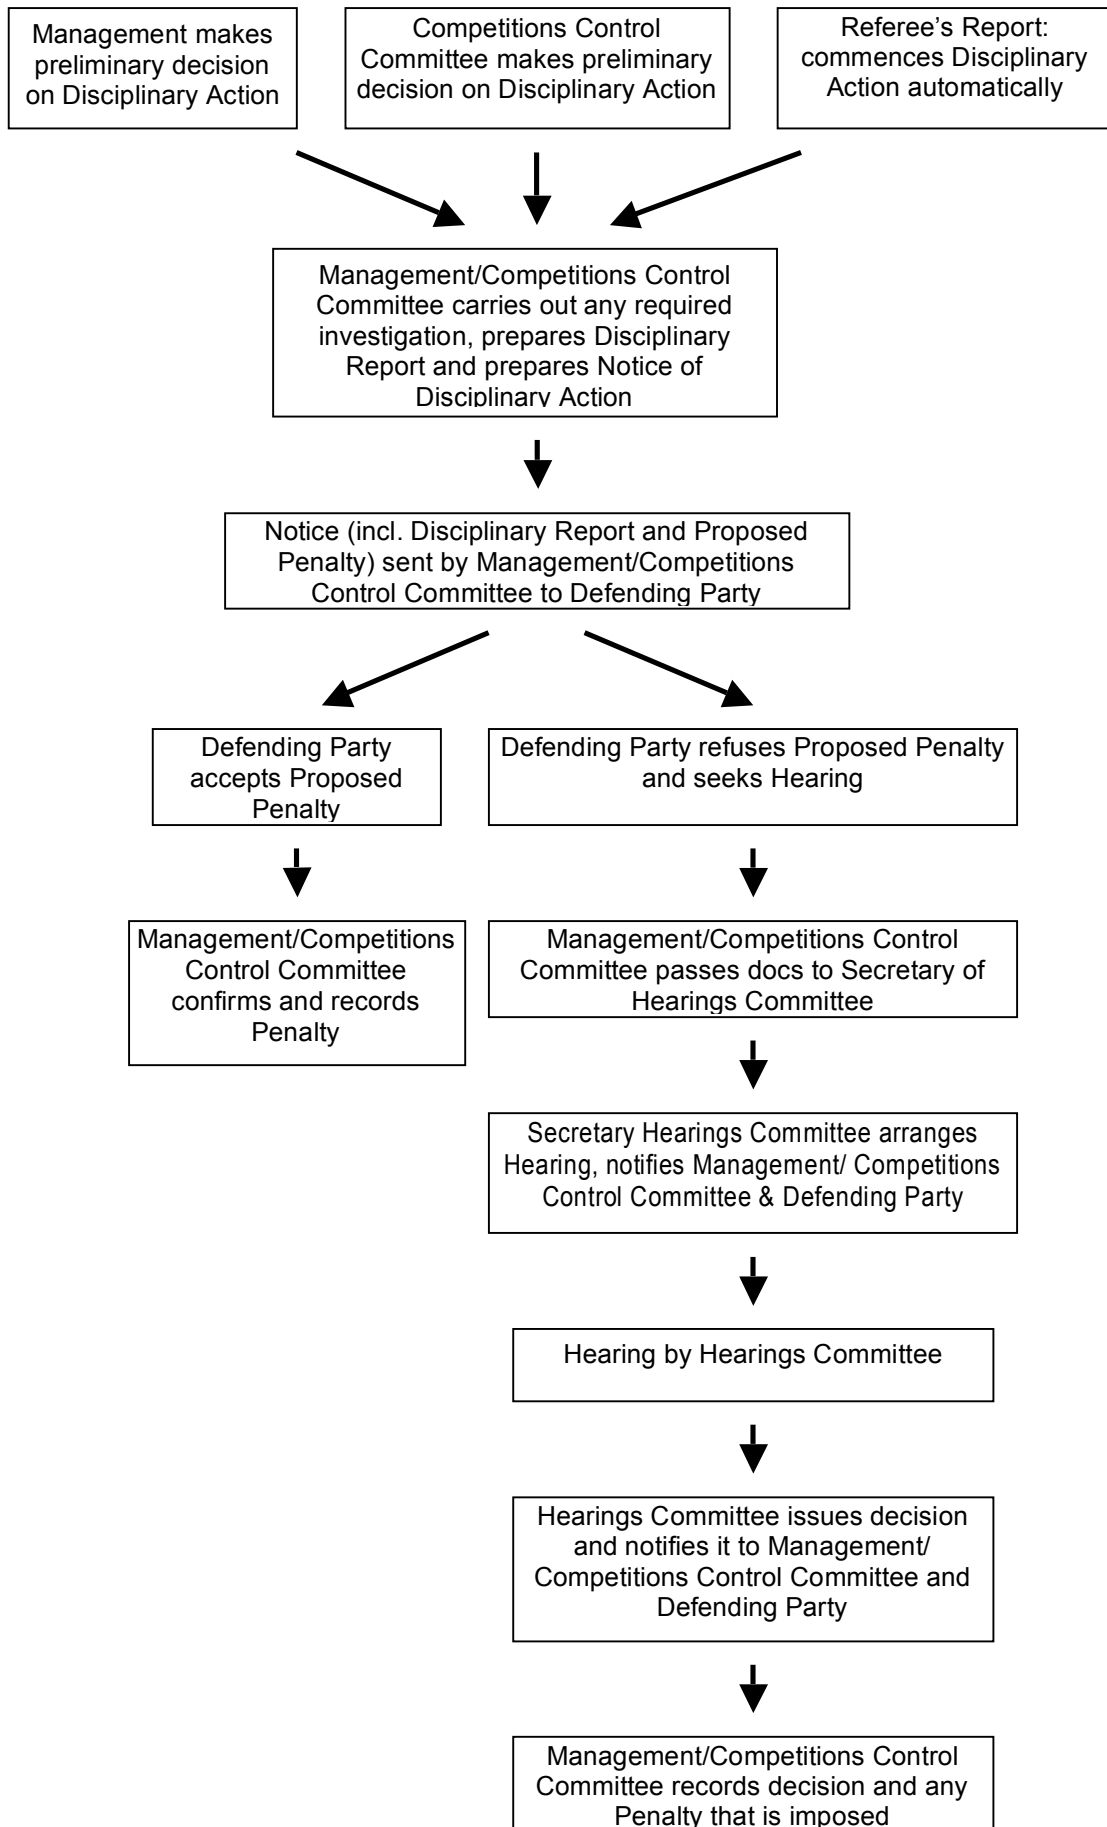 Management makes
preliminary decision
on Disciplinary Action
Competitions Control
Committee makes preliminary
decision on Disciplinary Action
Referee’s Report:
commences Disciplinary
Action automatically
Management/Competitions Control
Committee carries out any required
investigation, prepares Disciplinary
Report and prepares Notice of
Disciplinary Action
Notice (incl. Disciplinary Report and Proposed
Penalty) sent by Management/Competitions
Control Committee to Defending Party
Defending Party
accepts Proposed
Penalty
Defending Party refuses Proposed Penalty
and seeks Hearing
Management/Competitions
Control Committee
confirms and records
Penalty
Management/Competitions Control
Committee passes docs to Secretary of
Hearings Committee
Secretary Hearings Committee arranges
Hearing, notifies Management/ Competitions
Control Committee & Defending Party
Hearing by Hearings Committee
Hearings Committee issues decision
and notifies it to Management/
Competitions Control Committee and
Defending Party
Management/Competitions Control
Committee records decision and any
Penalty that is imposed